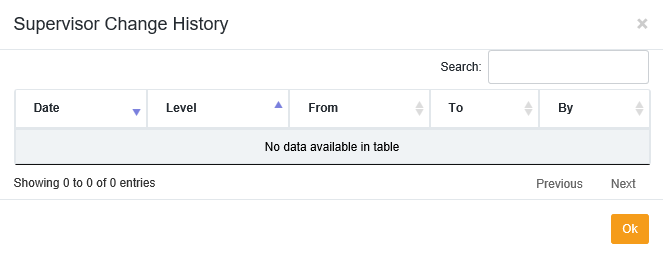 Supervisor Change History ×
Search:
Date Level From To By
No data available in table
Showing 0 to 0 of 0 entries Previous Next
Ok